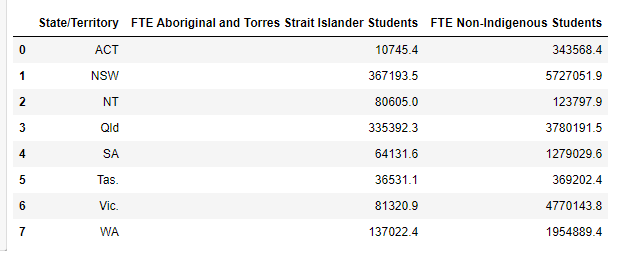 State/Territory FTE Aboriginal and Torres Strait Islander Students FTE Non-Indigenous Students
0 ACT 10745.4 343568.4
1 NSW 367193.5 5727051.9
2 NT 80605.0 123797.9
3 Qld 335392.3 3780191.5
4 SA 64131.6 1279029.6
5 Tas. 36531.1 369202.4
6 Vic. 81320.9 4770143.8
7 WA 137022.4 1954889.4